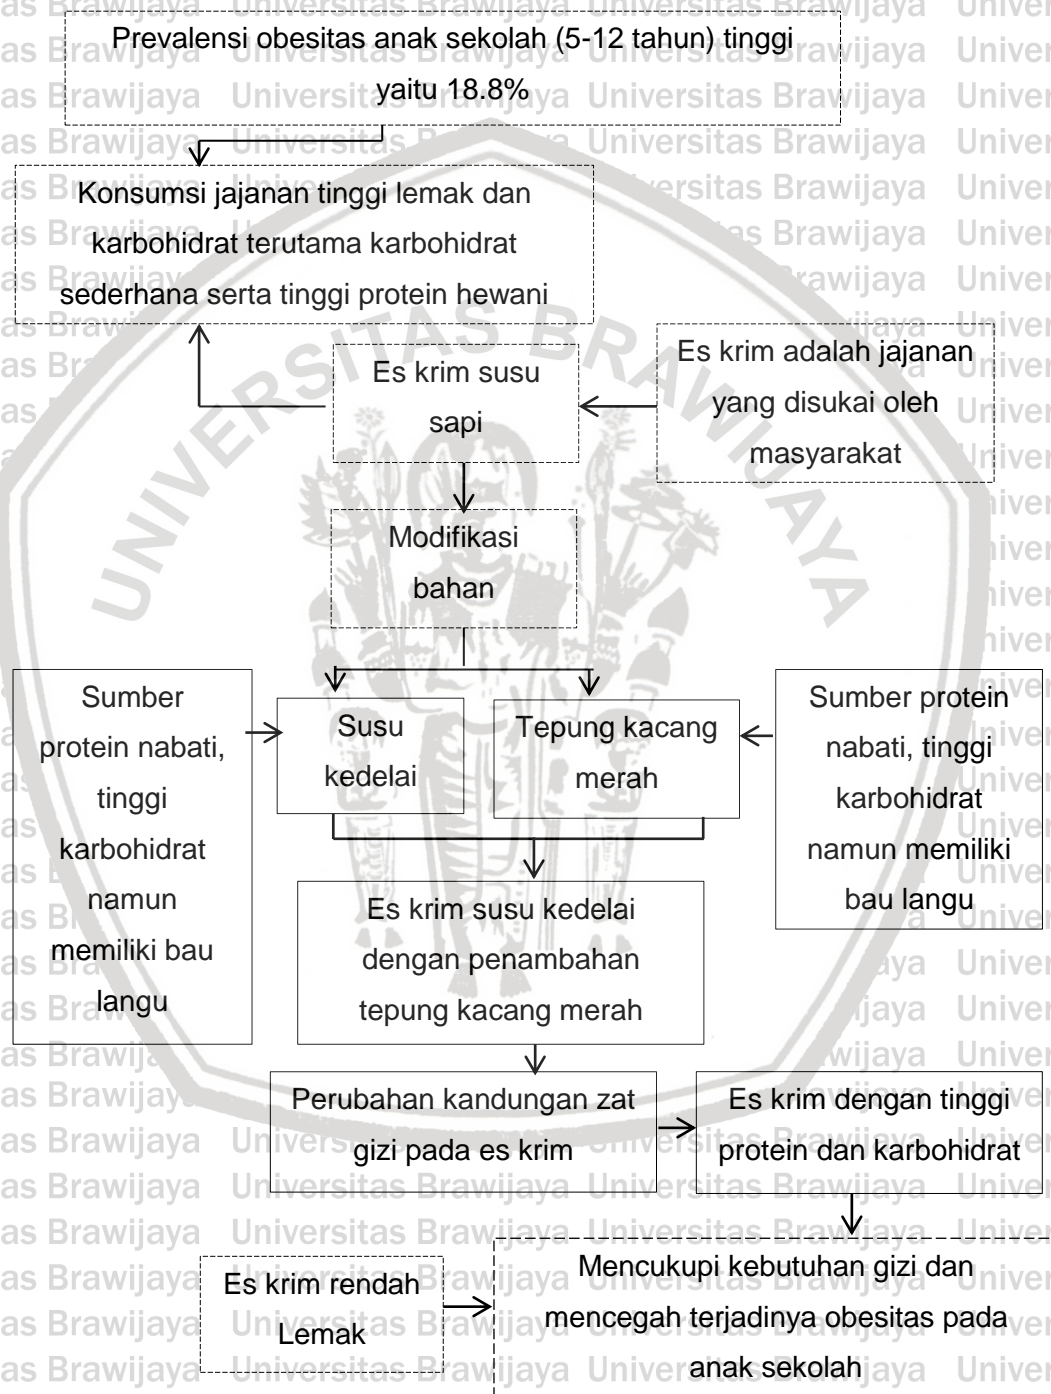 Prevalensi obesitas anak sekolah (5-12 tahun) tinggi
yaitu 18.8%
Konsumsi jajanan tinggi lemak dan
karbohidrat terutama karbohidrat
sederhana serta tinggi protein hewani
Es krim susu
sapi
Es krim adalah jajanan
yang disukai oleh
masyarakat
Modifikasi
bahan
Sumber
protein nabati,
tinggi
karbohidrat
namun
memiliki bau
langu
Susu
kedelai
Tepung kacang
merah
Sumber protein
nabati, tinggi
karbohidrat
namun memiliki
bau langu
Es krim susu kedelai
dengan penambahan
tepung kacang merah
Perubahan kandungan zat
gizi pada es krim
Es krim dengan tinggi
protein dan karbohidrat
Es krim rendah
Lemak
Mencukupi kebutuhan gizi dan
mencegah terjadinya obesitas pada
anak sekolah
UNIVERSITAS BRAWIJAYA